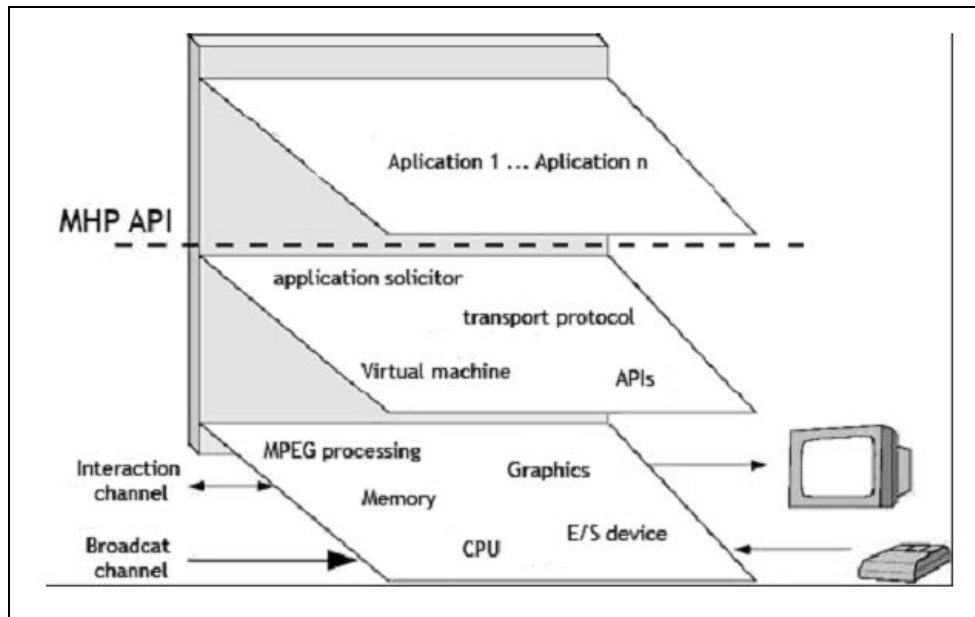 Aplication 1 ... Aplication n
MHP API
application solicitor
transport protocol
Virtual machine
APIs
MPEG processing
Graphics
Interaction
channel
Memory
E/S device
CPU
Broadcat
channel